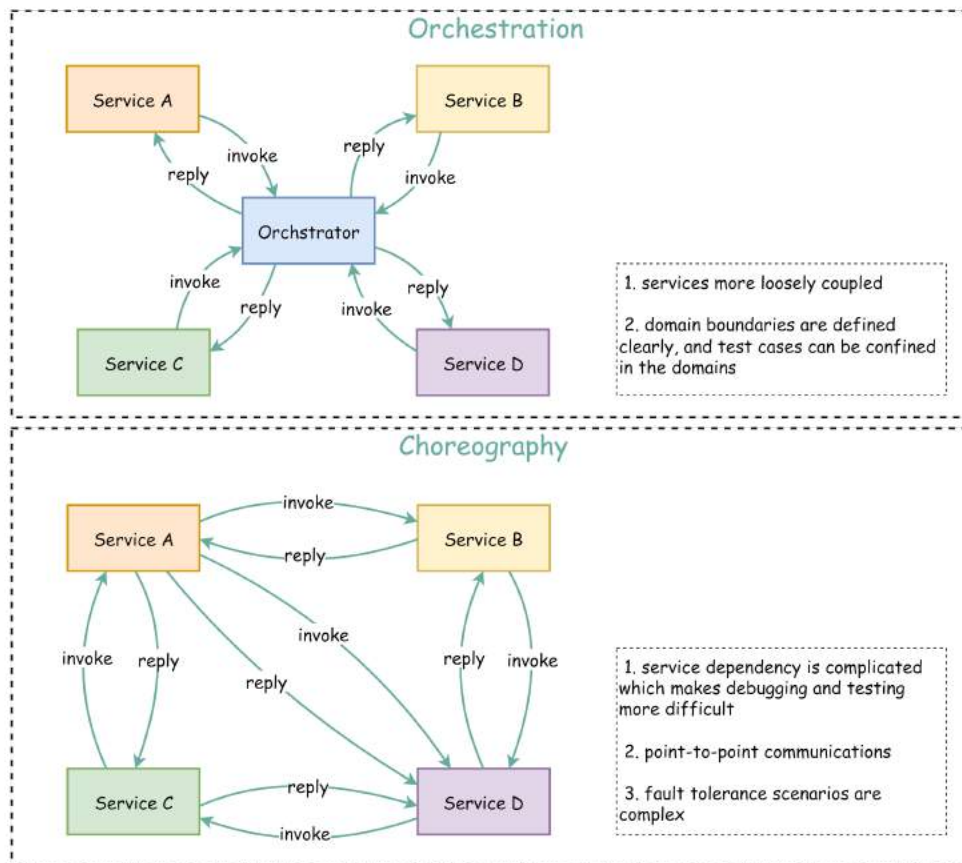 Orchestration
Service A
Service B
invoke
reply
reply
invoke
Orchstrator
invoke
reply
reply
invoke
Service C
Service D
1. services more loosely coupled
2. domain boundaries are defined
clearly, and test cases can be confined
in the domains
Choreography
Service A
invoke
reply
Service B
invoke
reply
invoke
reply
reply
invoke
Service C
reply
invoke
Service D
1. service dependency is complicated
which makes debugging and testing
more difficult
2. point-to-point communications
3. fault tolerance scenarios are
complex